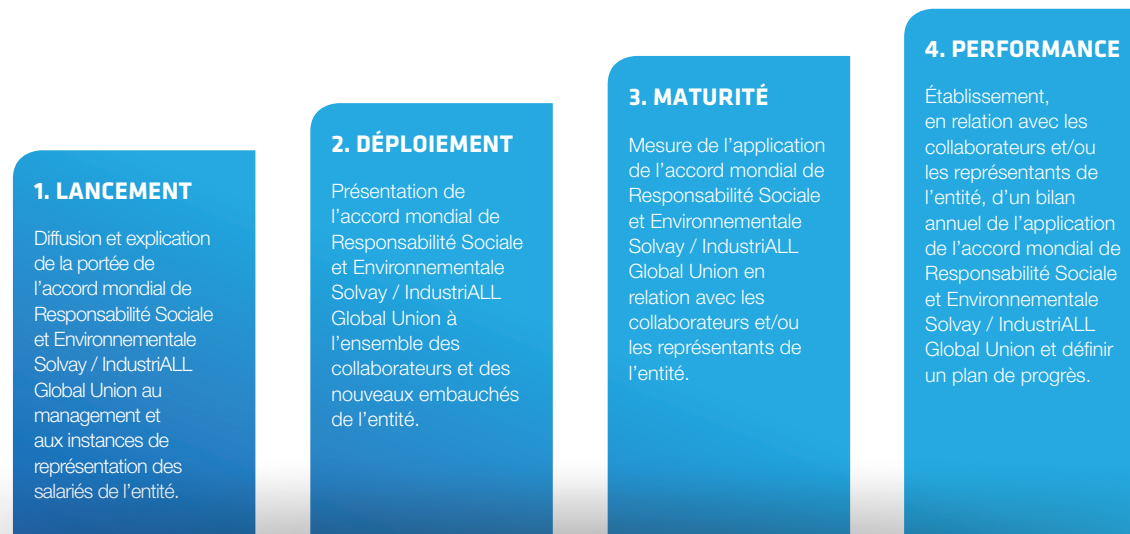 1. LANCEMENT
Diffusion et explication
de la portée de
l’accord mondial de
Responsabilité Sociale
et Environnementale
Solvay / IndustriALL
Global Union au
management et
aux instances de
représentation des
salariés de l’entité.
2. DÉPLOIEMENT
Présentation de
l’accord mondial de
Responsabilité Sociale
et Environnementale
Solvay / IndustriALL
Global Union à
l’ensemble des
collaborateurs et des
nouveaux embauchés
de l’entité.
3. MATURITÉ
Mesure de l’application
de l’accord mondial de
Responsabilité Sociale
et Environnementale
Solvay / IndustriALL
Global Union en
relation avec les
collaborateurs et/ou
les représentants de
l’entité.
4. PERFORMANCE
Établissement,
en relation avec les
collaborateurs et/ou
les représentants de
l’entité, d’un bilan
annuel de l’application
de l’accord mondial de
Responsabilité Sociale
et Environnementale
Solvay / IndustriALL
Global Union et définir
un plan de progrès.